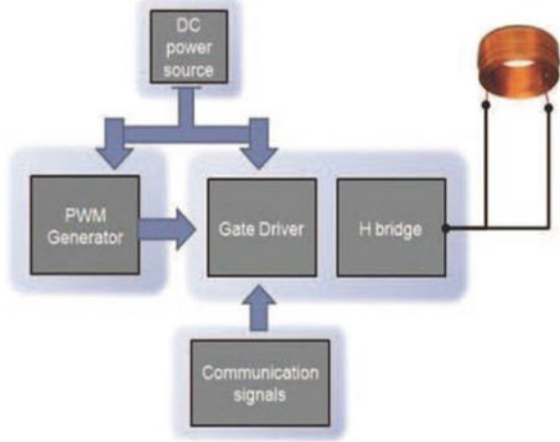 DC
power
source
PWM
Generator
Gate Driver
H bridge
Communication
signals